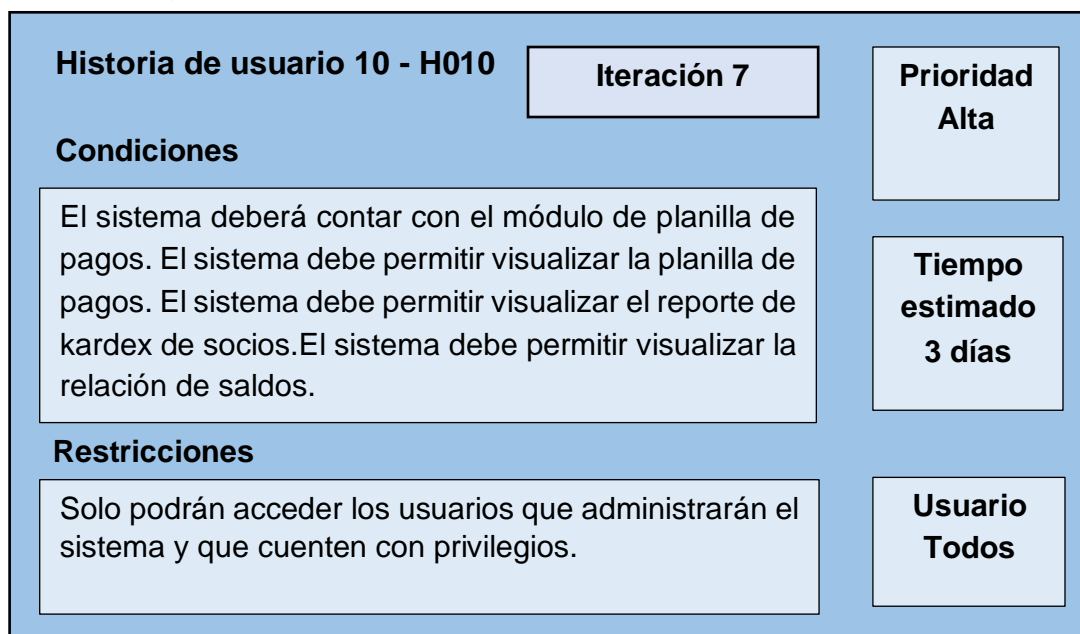 Historia de usuario 10 - H010
Iteración 7
Prioridad
Alta
Condiciones
El sistema deberá contar con el módulo de planilla de
pagos. El sistema debe permitir visualizar la planilla de
pagos. El sistema debe permitir visualizar el reporte de
kardex de socios.El sistema debe permitir visualizar la
relación de saldos.
Tiempo
estimado
3 días
Restricciones
Solo podrán acceder los usuarios que administrarán el
sistema y que cuenten con privilegios.
Usuario
Todos